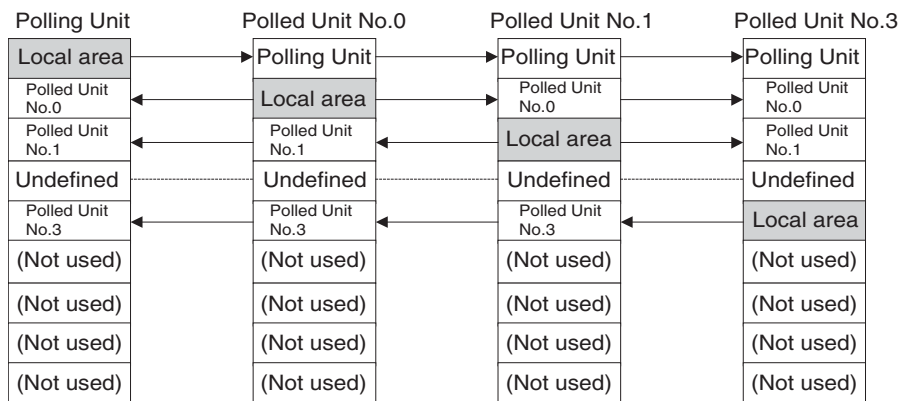 Polling Unit Polled Unit No.0 Polled Unit No.1 Polled Unit No.3
Local area Polling Unit Polling Unit Polling Unit
Polled Unit No.0 Local area Polled Unit No.0 Polled Unit No.0
Polled Unit No.1 Polled Unit No.1 Local area Polled Unit No.1
Undefined Undefined Undefined Undefined
Polled Unit No.3 Polled Unit No.3 Polled Unit No.3 Local area
(Not used) (Not used) (Not used) (Not used)
(Not used) (Not used) (Not used) (Not used)
(Not used) (Not used) (Not used) (Not used)
(Not used) (Not used) (Not used) (Not used)